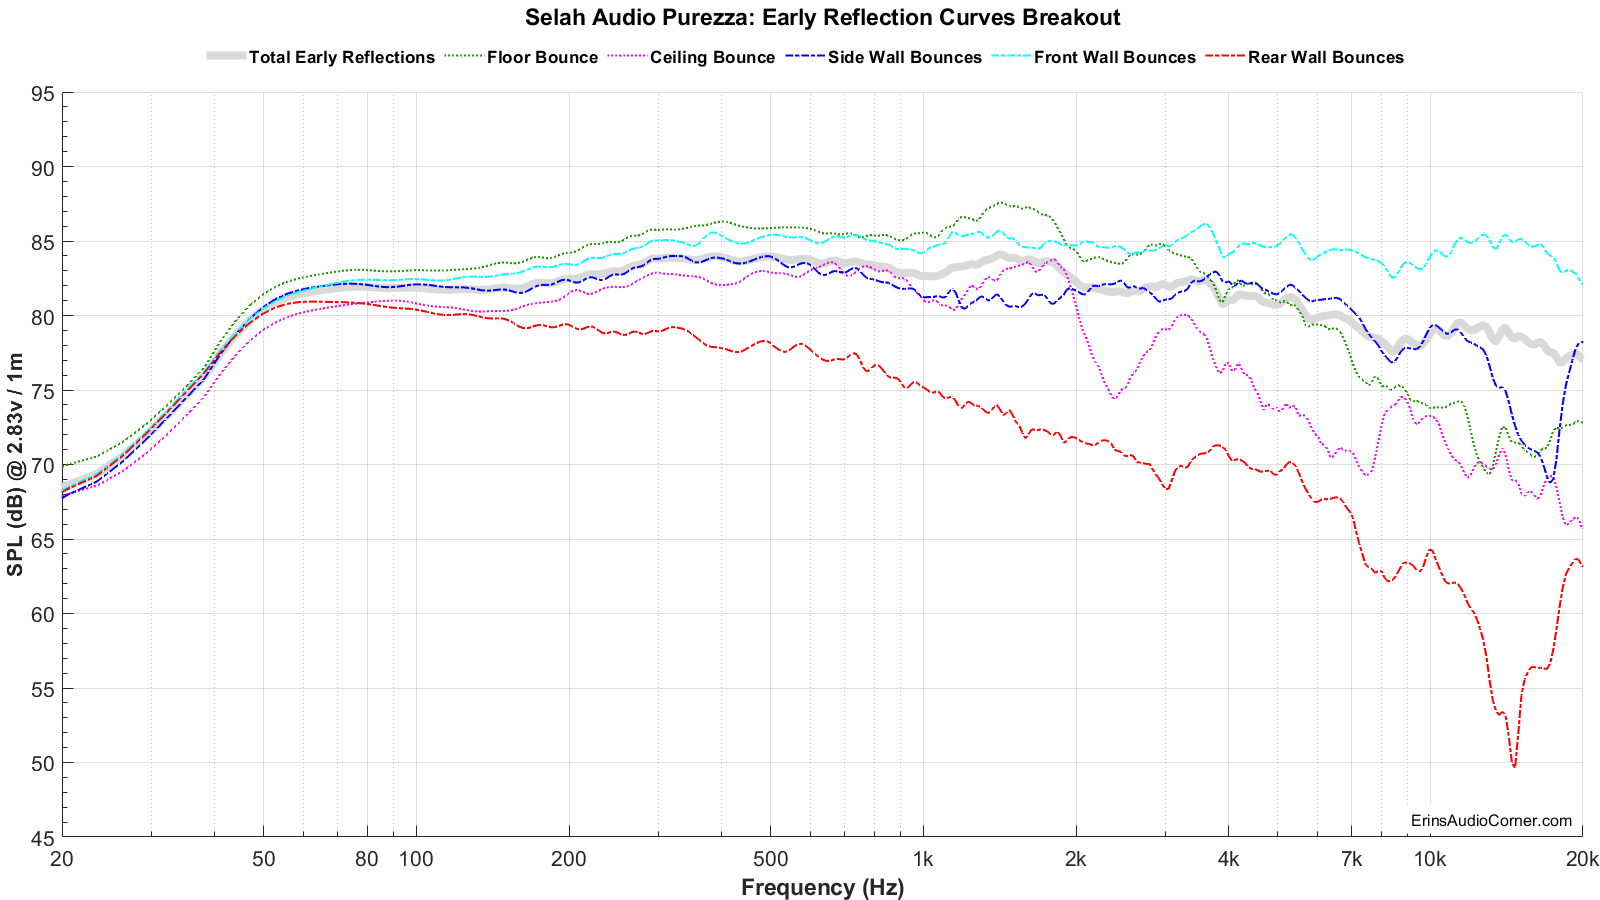 Selah Audio Purezza: Early Reflection Curves Breakout
Total Early Reflections Floor Bounce Ceiling Bounce Side Wall Bounces Front Wall Bounces Rear Wall Bounces
95
90
85
80
75
70
65
60
55
50
45
SPL (dB) @ 2.83v / 1m
ErinsAudioCorner.com
20 50 80 100 200 500 1k 2k 4k 7k 10k 20k
Frequency (Hz)